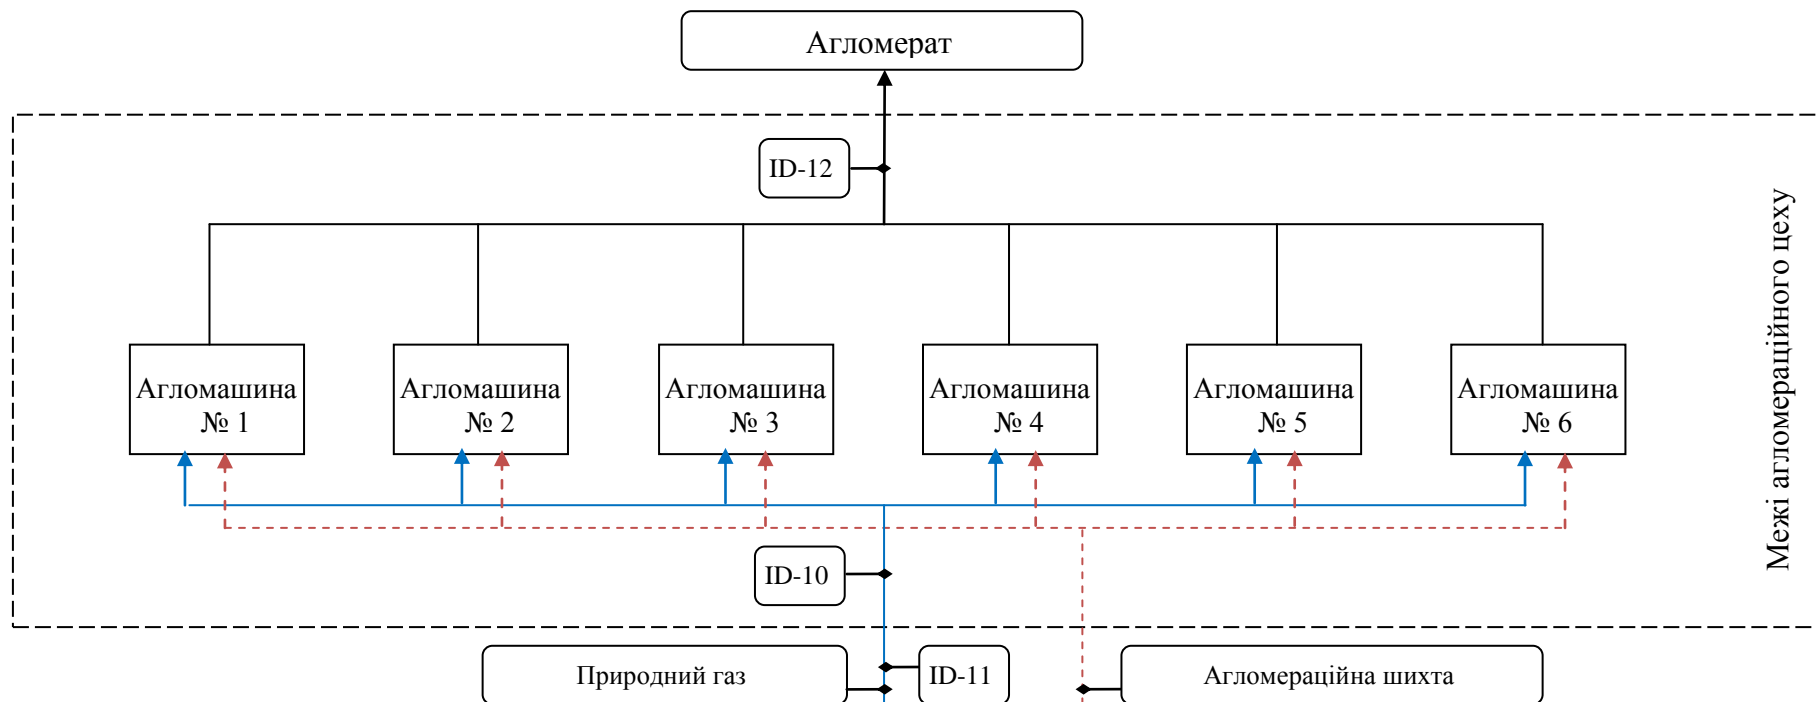 Агломерат
ID-12
Межі агломераційного цеху
Агломашина
№ 1
Агломашина
№ 2
Агломашина
№ 3
Агломашина
№ 4
Агломашина
№ 5
Агломашина
№ 6
ID-10
Природний газ
ID-11
Агломераційна шихта